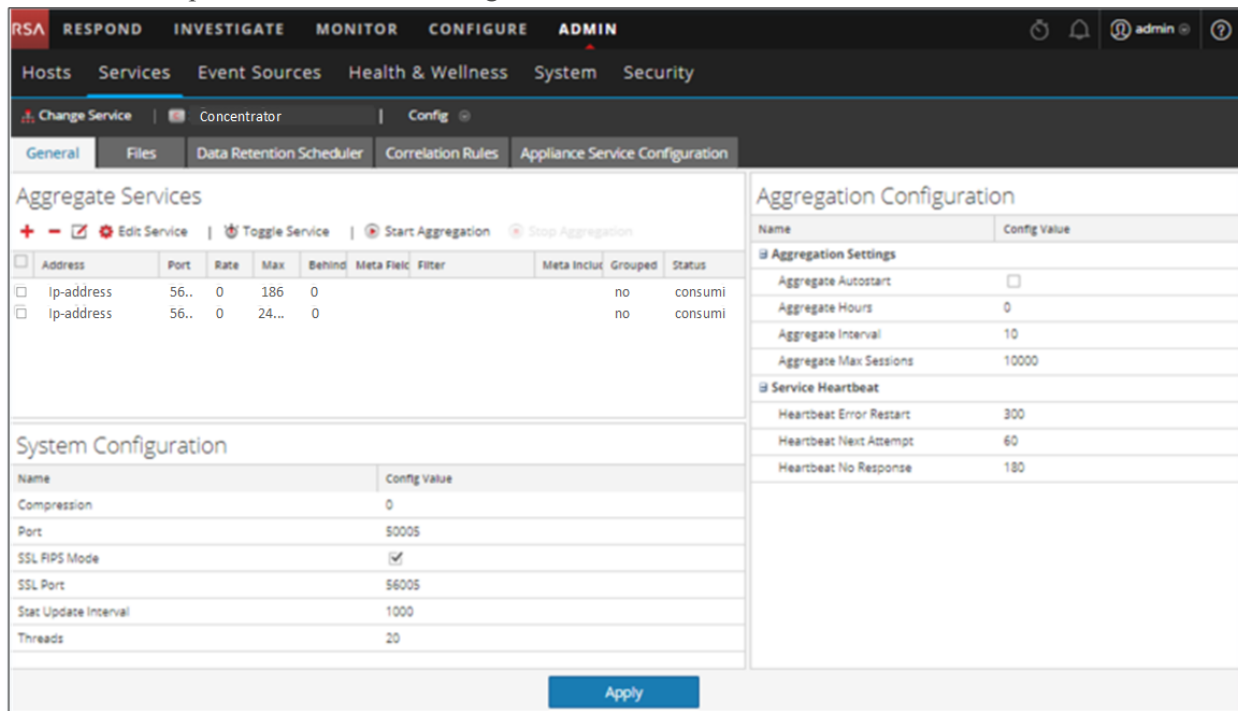 RSA RESPOND INVESTIGATE MONITOR CONFIGURE ADMIN admin ?
Hosts Services Event Sources Health & Wellness System Security
Change Service | Concentrator | Config
General Files Data Retention Scheduler Correlation Rules Appliance Service Configuration
Aggregate Services
Edit Service | Toggle Service | Start Aggregation Stop Aggregation
Address Port Rate Max Behind Meta Field Filter Meta Includ Grouped Status
Ip-address 56.. 0 186 0 no consumi
Ip-address 56.. 0 24... 0 no consumi
System Configuration
Name Config Value
Compression 0
Port 50005
SSL FIPS Mode
SSL Port 56005
Stat Update Interval 1000
Threads 20
Aggregation Configuration
Name Config Value
Aggregation Settings
Aggregate Autostart
Aggregate Hours 0
Aggregate Interval 10
Aggregate Max Sessions 10000
Service Heartbeat
Heartbeat Error Restart 300
Heartbeat Next Attempt 60
Heartbeat No Response 180
Apply